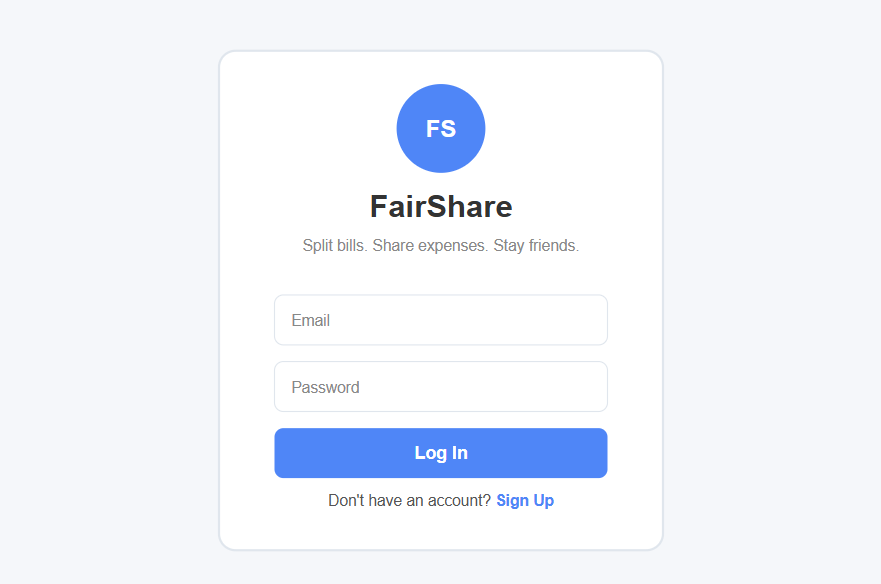 FS
FairShare
Split bills. Share expenses. Stay friends.
Email
Password
Log In
Don't have an account? Sign Up